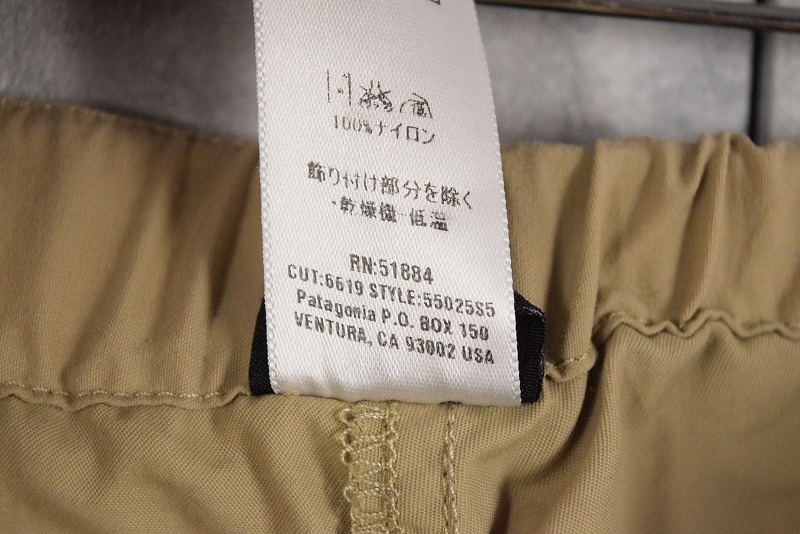 100%ナイロン
飾り付け部分を除く
・乾燥機-低温
RN:51884
CUT:6619 STYLE:55025S5
Patagonia P.O. BOX 150
VENTURA, CA 93002 USA